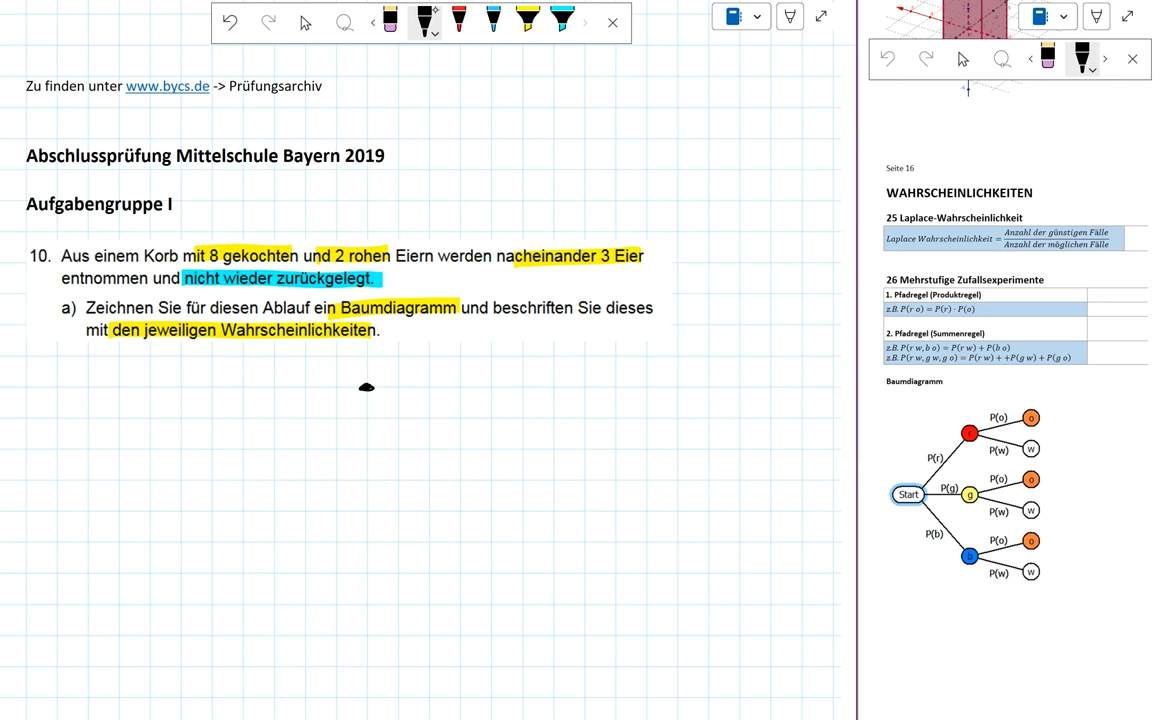 Zu finden unter www.bycs.de -> Prüfungsarchiv
Abschlussprüfung Mittelschule Bayern 2019
Aufgabengruppe I
10. Aus einem Korb mit 8 gekochten und 2 rohen Eiern werden nacheinander 3 Eier
entnommen und nicht wieder zurückgelegt.
a) Zeichnen Sie für diesen Ablauf ein Baumdiagramm und beschriften Sie dieses
mit den jeweiligen Wahrscheinlichkeiten.
Seite 16
WAHRSCHEINLICHKEITEN
25 Laplace-Wahrscheinlichkeit
Laplace Wahrscheinlichkeit = Anzahl der günstigen Fälle
Anzahl der möglichen Fälle
26 Mehrstufige Zufallsexperimente
1. Pfadregel (Produktregel)
z.B. P(r o) = P(r) · P(o)
2. Pfadregel (Summenregel)
z.B. P(r w, b o) = P(r w) + P(b o)
z.B. P(r w, g w, g o) = P(r w) + +P(g w) + P(g o)
Baumdiagramm
P(o) o
r
P(r) P(w) w
P(o) o
Start P(g) g
P(w) w
P(b) P(o) o
b
P(w) w